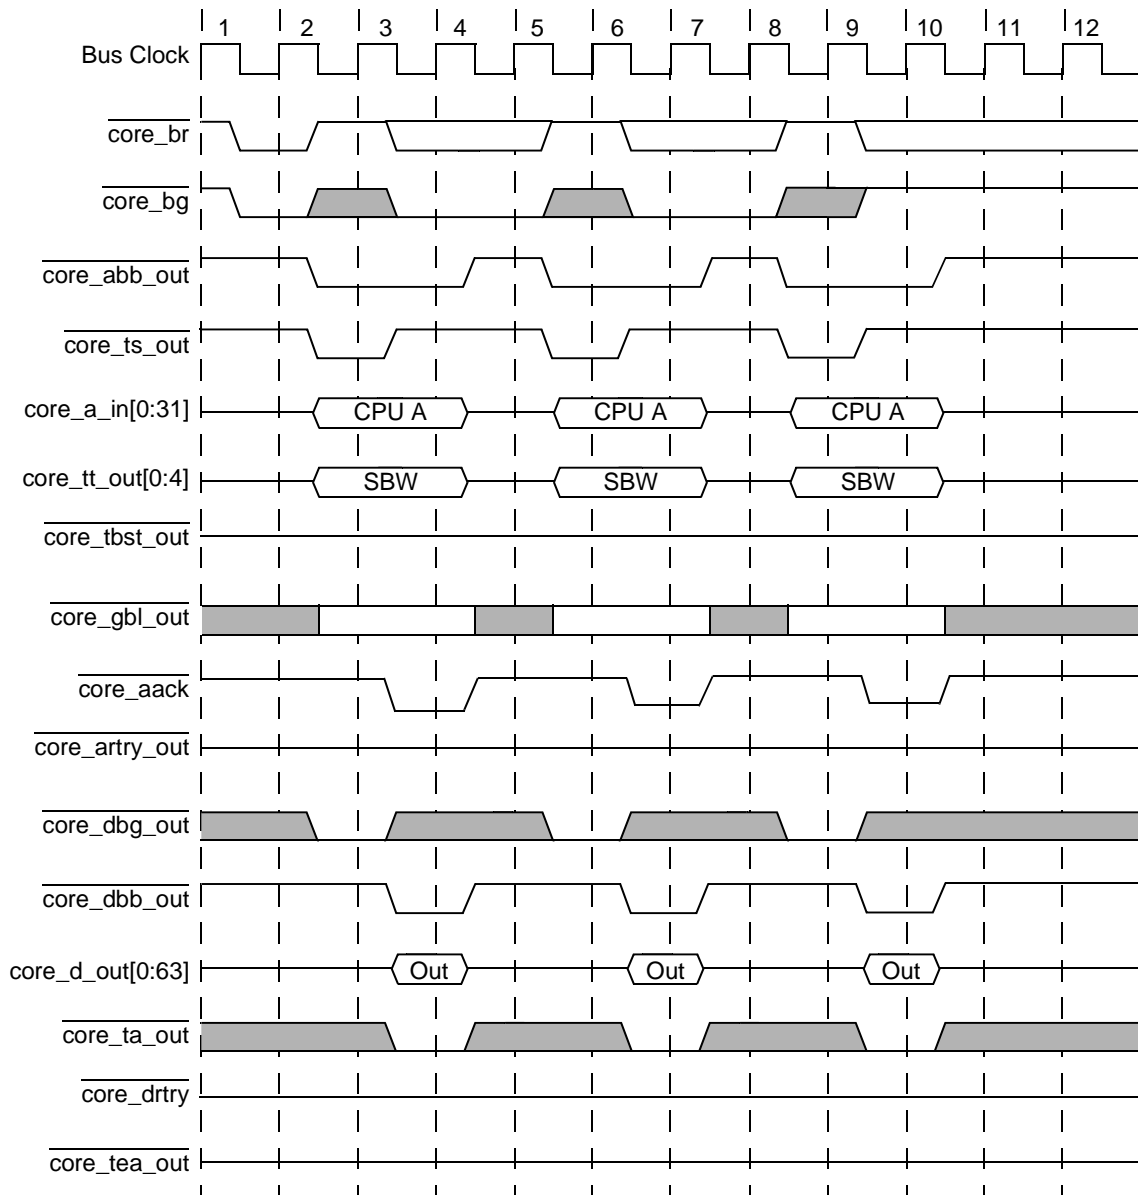 1 2 3 4 5 6 7 8 9 10 11 12
Bus Clock
core_br
core_bg
core_abb_out
core_ts_out
core_a_in[0:31] CPU A CPU A CPU A
core_tt_out[0:4] SBW SBW SBW
core_tbst_out
core_gbl_out
core_aack
core_artry_out
core_dbg_out
core_dbb_out
core_d_out[0:63] Out Out Out
core_ta_out
core_drtry
core_tea_out